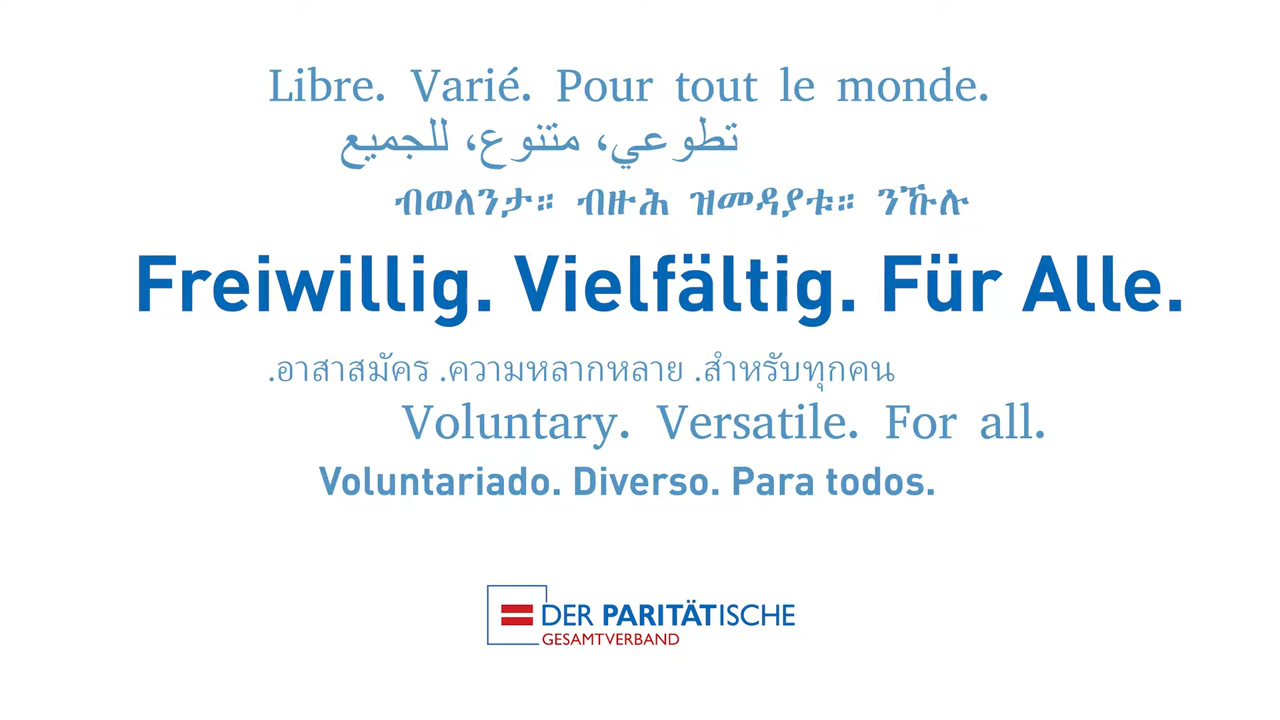 Libre. Varié. Pour tout le monde.
تطوعي، متنوع، للجميع
ብወለንታ። ብዙሕ ዝመዳያቱ። ንኹሉ
Freiwillig. Vielfältig. Für Alle.
.อาสาสมัคร .ความหลากหลาย .สำหรับทุกคน
Voluntary. Versatile. For all.
Voluntariado. Diverso. Para todos.
DER PARITÄTISCHE
GESAMTVERBAND